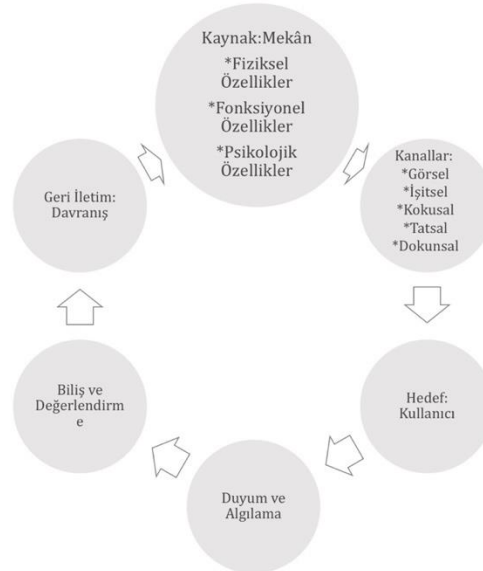 Kaynak:Mekân
*Fiziksel
Özellikler
*Fonksiyonel
Özellikler
*Psikolojik
Özellikler
Kanallar:
*Görsel
*İşitsel
*Kokusal
*Tatsal
*Dokunsal
Hedef:
Kullanıcı
Duyum ve
Algılama
Biliş ve
Değerlendirm
e
Geri İletim:
Davranış